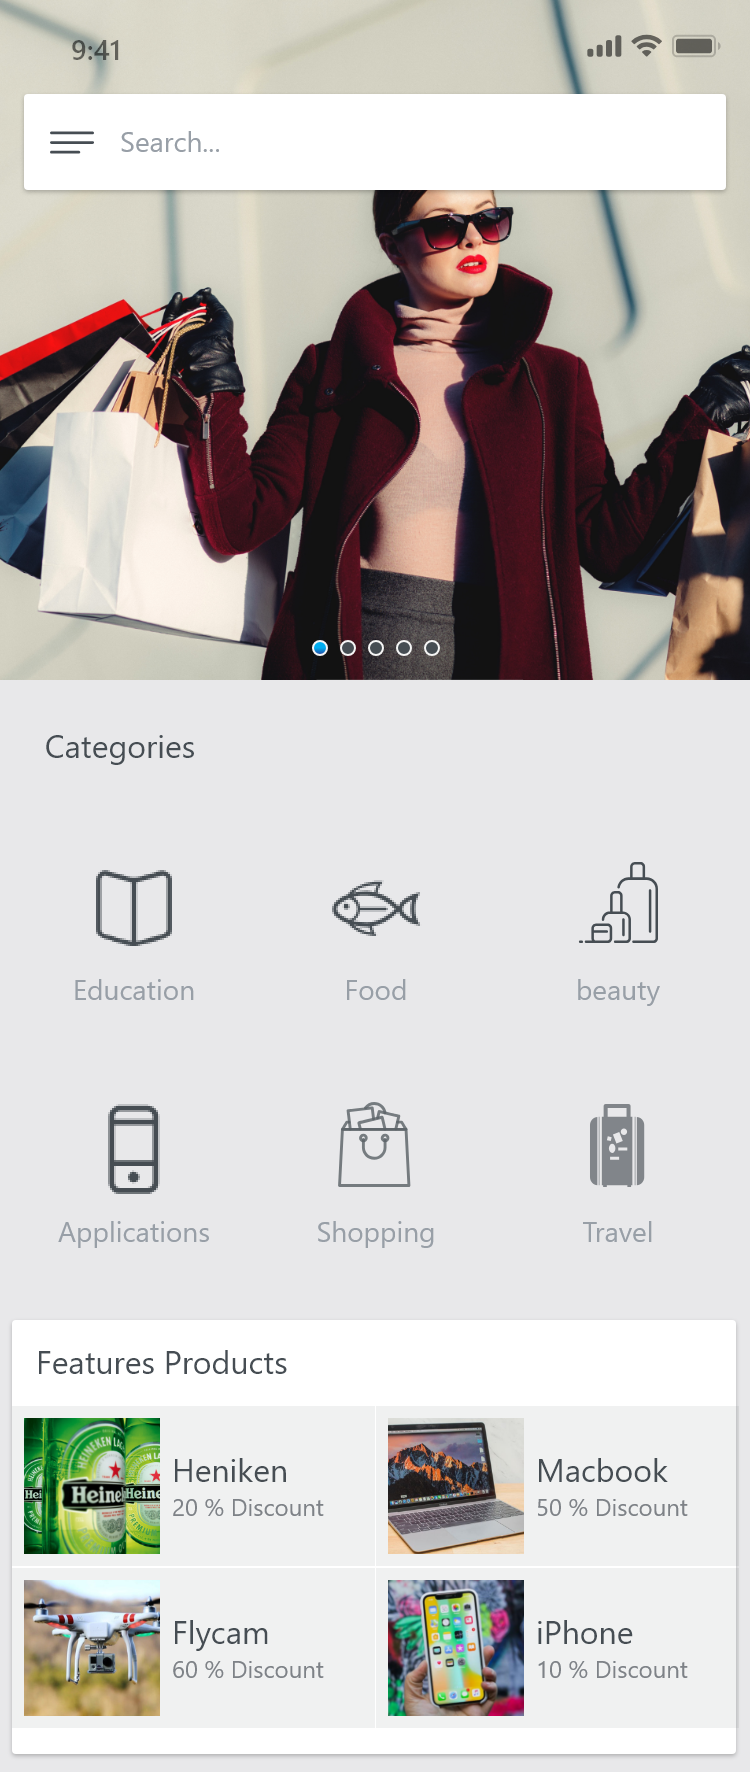 9:41
Search...
Categories
Education
Food
beauty
Applications
Shopping
Travel
Features Products
Heniken
20 % Discount
Macbook
50 % Discount
Flycam
60 % Discount
iPhone
10 % Discount